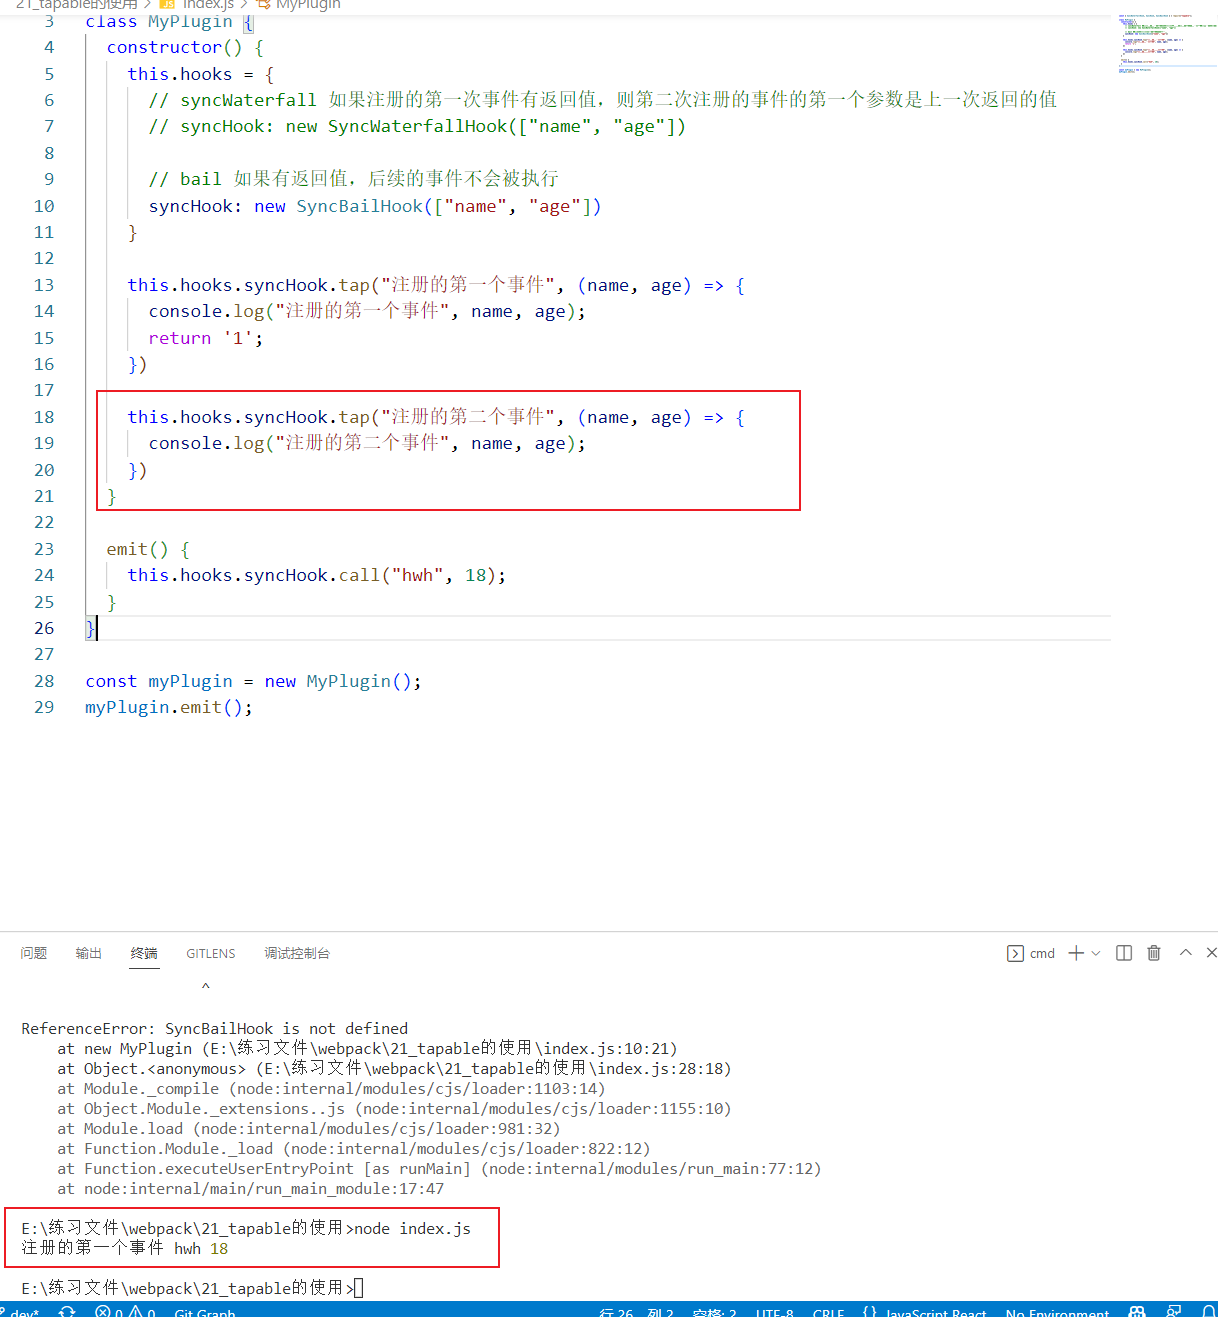 21_tapable的使用 > JS index.js > MyPlugin
3 class MyPlugin {
4 constructor() {
5 this.hooks = {
6 // syncWaterfall 如果注册的第一次事件有返回值，则第二次注册的事件的第一个参数是上一次返回的值
7 // syncHook: new SyncWaterfallHook(["name", "age"])
8
9 // bail 如果有返回值，后续的事件不会被执行
10 syncHook: new SyncBailHook(["name", "age"])
11 }
12
13 this.hooks.syncHook.tap("注册的第一个事件", (name, age) => {
14 console.log("注册的第一个事件", name, age);
15 return '1';
16 })
17
18 this.hooks.syncHook.tap("注册的第二个事件", (name, age) => {
19 console.log("注册的第二个事件", name, age);
20 })
21 }
22
23 emit() {
24 this.hooks.syncHook.call("hwh", 18);
25 }
26 }
27
28 const myPlugin = new MyPlugin();
29 myPlugin.emit();
问题 输出 终端 GITLENS 调试控制台 cmd
^
ReferenceError: SyncBailHook is not defined
at new MyPlugin (E:\练习文件\webpack\21_tapable的使用\index.js:10:21)
at Object.<anonymous> (E:\练习文件\webpack\21_tapable的使用\index.js:28:18)
at Module._compile (node:internal/modules/cjs/loader:1103:14)
at Object.Module._extensions..js (node:internal/modules/cjs/loader:1155:10)
at Module.load (node:internal/modules/cjs/loader:981:32)
at Function.Module._load (node:internal/modules/cjs/loader:822:12)
at Function.executeUserEntryPoint [as runMain] (node:internal/modules/run_main:77:12)
at node:internal/main/run_main_module:17:47
E:\练习文件\webpack\21_tapable的使用>node index.js
注册的第一个事件 hwh 18
E:\练习文件\webpack\21_tapable的使用>
dev* 0 0 Git Graph 行 26，列 2 空格: 2 UTF-8 CRLF {} JavaScript React No Environment